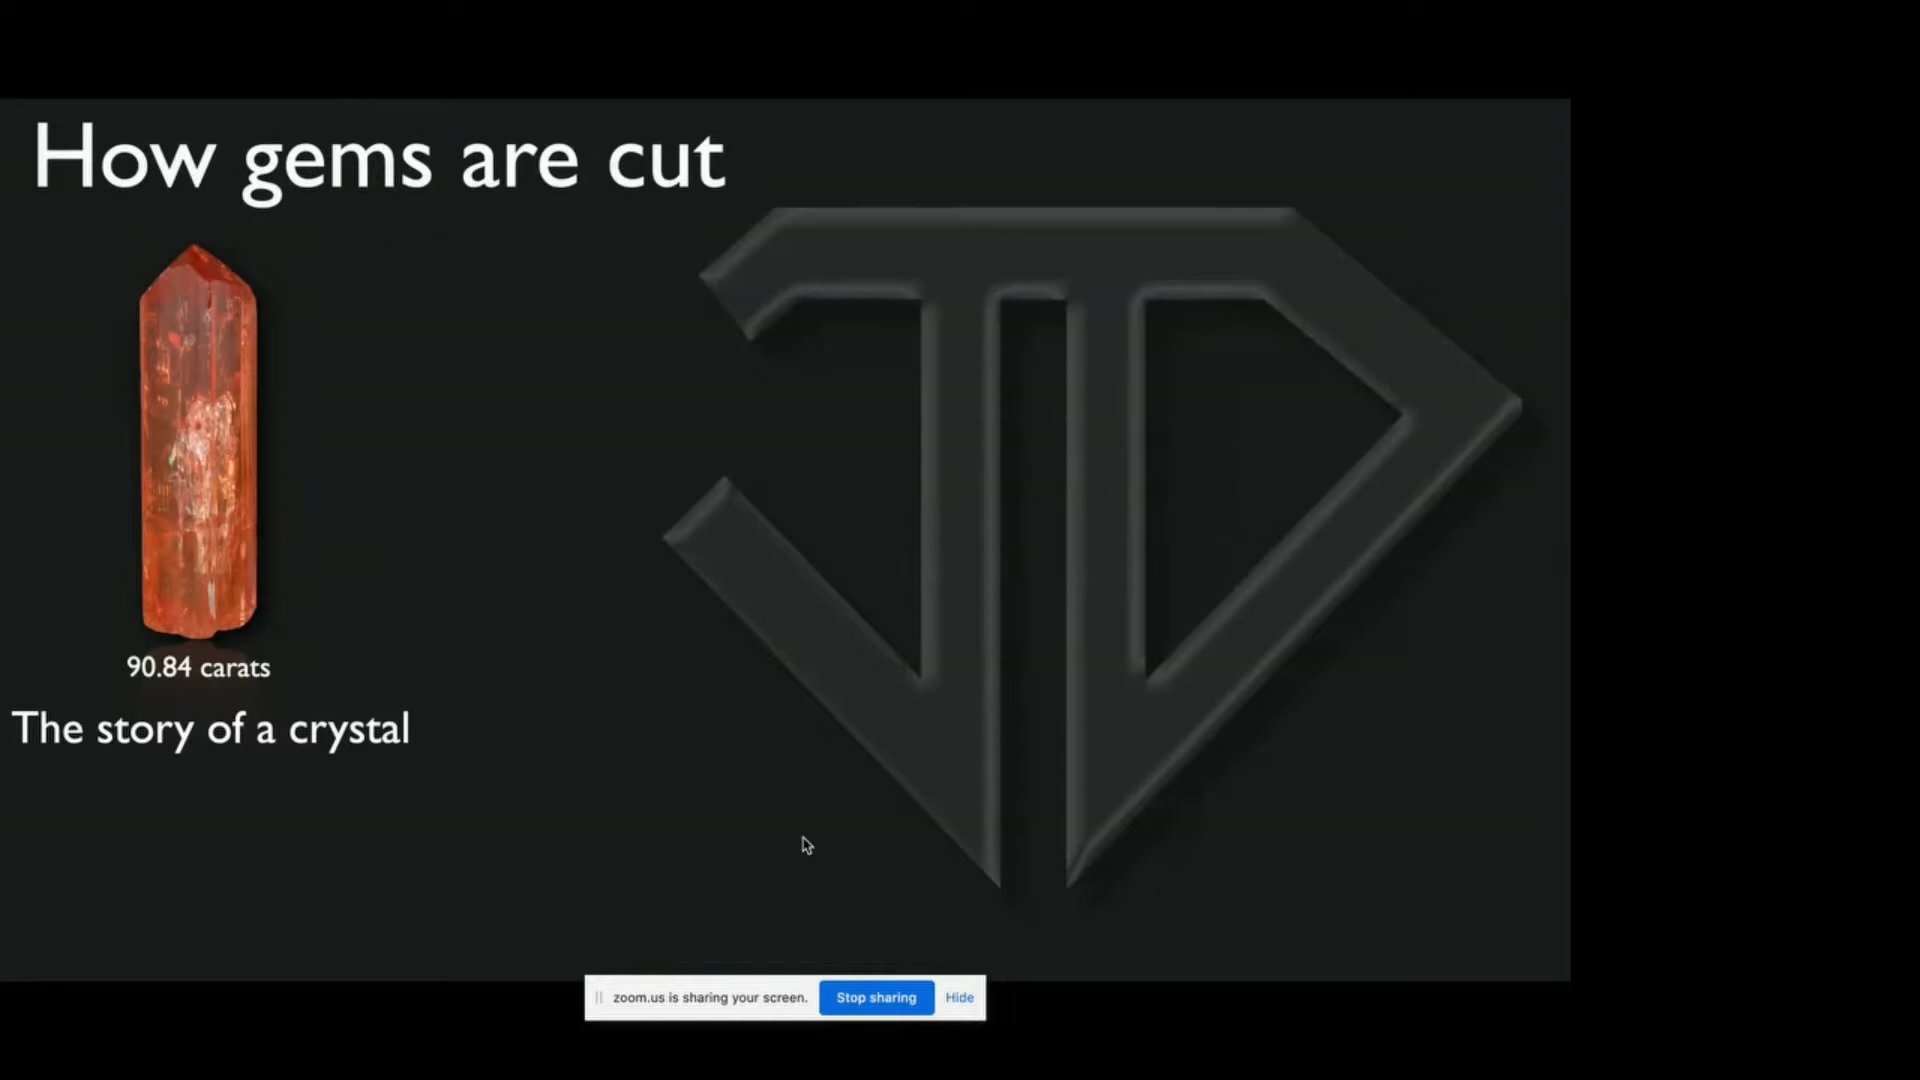 How gems are cut
90.84 carats
The story of a crystal
zoom.us is sharing your screen. Stop sharing Hide